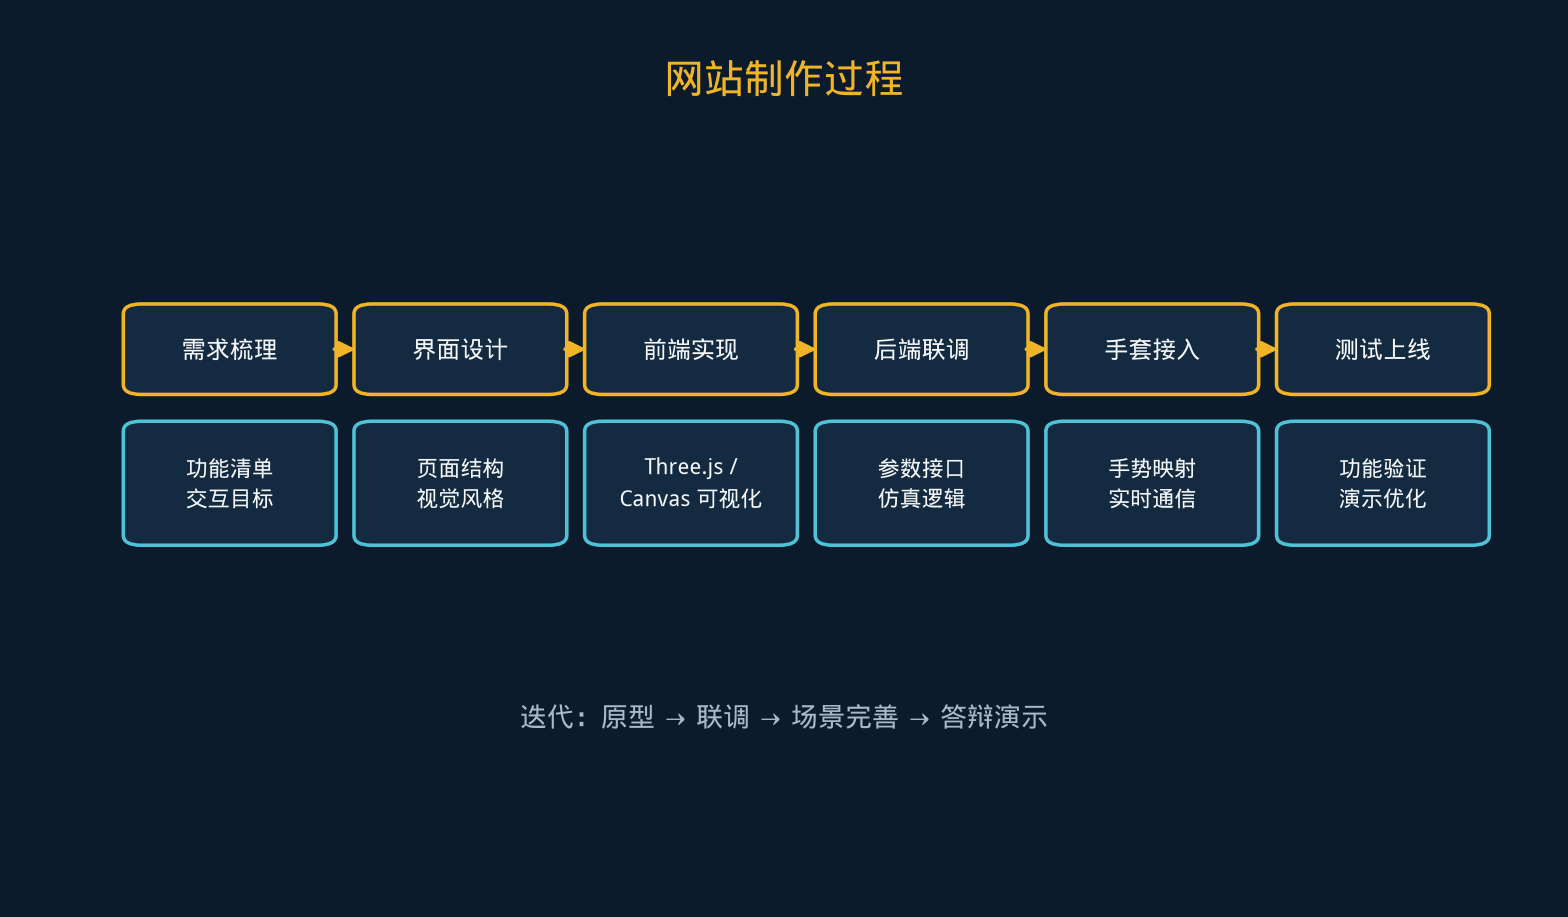 网站制作过程
需求梳理
界面设计
前端实现
后端联调
手套接入
测试上线
功能清单
交互目标
页面结构
视觉风格
Three.js /
Canvas 可视化
参数接口
仿真逻辑
手势映射
实时通信
功能验证
演示优化
迭代：原型 → 联调 → 场景完善 → 答辩演示